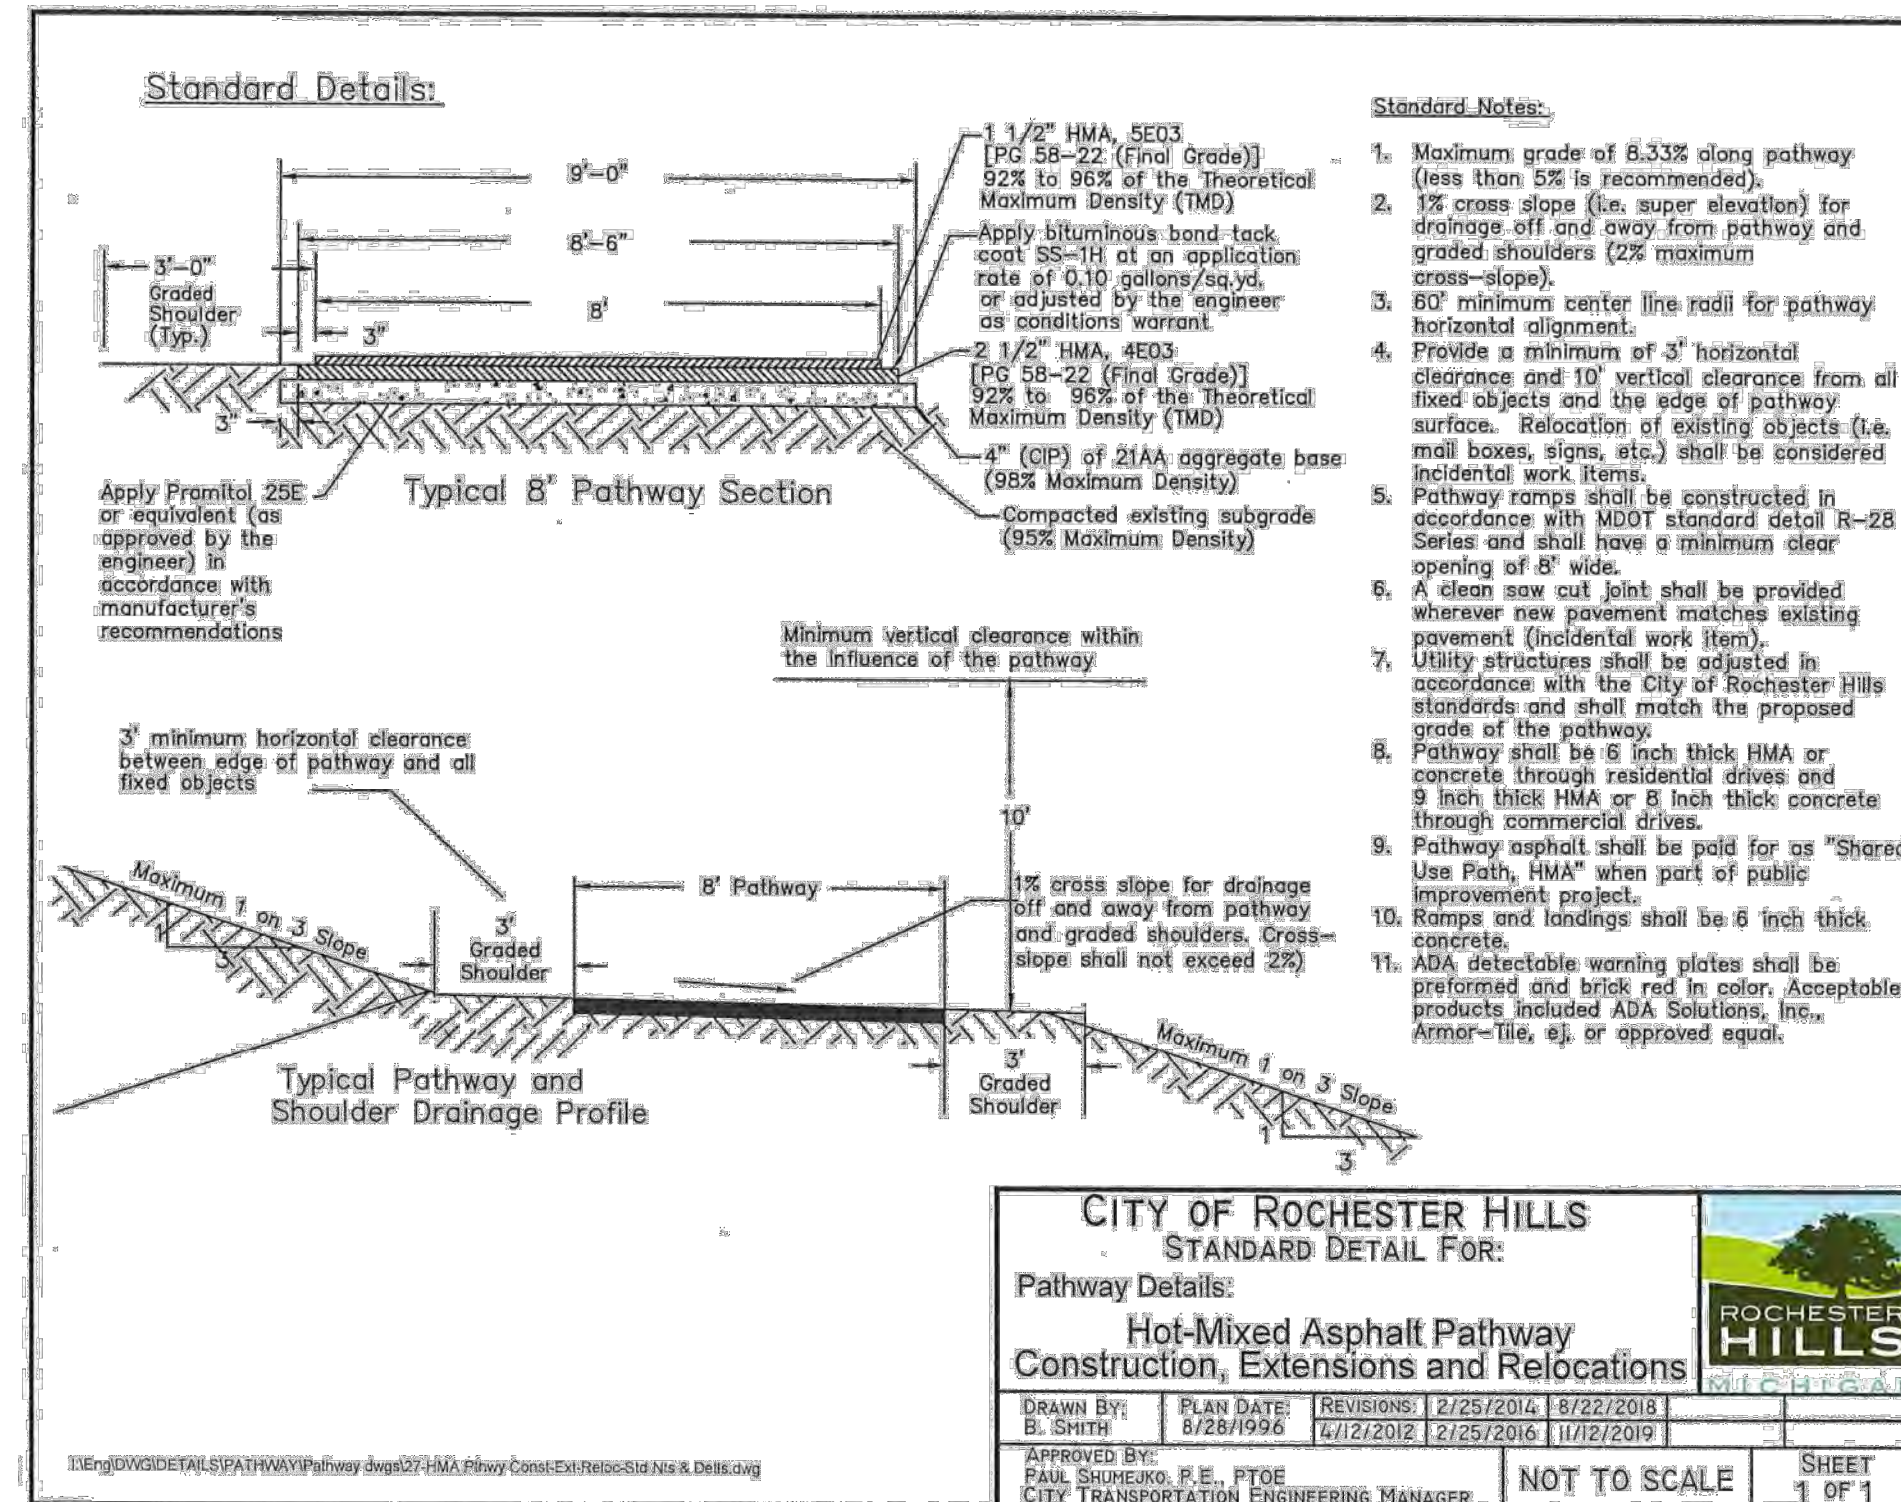 Standard Details:
9'-0"
8'-6"
8'
3'-0"
Graded
Shoulder
(Typ.)
3"
3"
1 1/2" HMA, 5E03
[PG 58-22 (Final Grade)]
92% to 96% of the Theoretical
Maximum Density (TMD)
Apply bituminous bond tack
coat SS-1H at an application
rate of 0.10 gallons/sq.yd.
or adjusted by the engineer
as conditions warrant
2 1/2" HMA, 4E03
[PG 58-22 (Final Grade)]
92% to 96% of the Theoretical
Maximum Density (TMD)
4" (CIP) of 21AA aggregate base
(98% Maximum Density)
Compacted existing subgrade
(95% Maximum Density)
Apply Pramitol 25E
or equivalent (as
approved by the
engineer) in
accordance with
manufacturer's
recommendations
Typical 8' Pathway Section
Minimum vertical clearance within
the influence of the pathway
3' minimum horizontal clearance
between edge of pathway and all
fixed objects
10'
Maximum 1 on 3 Slope
1
3
3'
Graded
Shoulder
8' Pathway
1% cross slope for drainage
off and away from pathway
and graded shoulders. Cross-
slope shall not exceed 2%)
3'
Graded
Shoulder
Maximum 1 on 3 Slope
1
3
Typical Pathway and
Shoulder Drainage Profile
Standard Notes:
1. Maximum grade of 8.33% along pathway
(less than 5% is recommended).
2. 1% cross slope (i.e. super elevation) for
drainage off and away from pathway and
graded shoulders (2% maximum
cross-slope).
3. 60' minimum center line radii for pathway
horizontal alignment.
4. Provide a minimum of 3' horizontal
clearance and 10' vertical clearance from all
fixed objects and the edge of pathway
surface. Relocation of existing objects (i.e.
mail boxes, signs, etc.) shall be considered
incidental work items.
5. Pathway ramps shall be constructed in
accordance with MDOT standard detail R-28
Series and shall have a minimum clear
opening of 8' wide.
6. A clean saw cut joint shall be provided
wherever new pavement matches existing
pavement (incidental work item).
7. Utility structures shall be adjusted in
accordance with the City of Rochester Hills
standards and shall match the proposed
grade of the pathway.
8. Pathway shall be 6 inch thick HMA or
concrete through residential drives and
9 inch thick HMA or 8 inch thick concrete
through commercial drives.
9. Pathway asphalt shall be paid for as "Shared
Use Path, HMA" when part of public
improvement project.
10. Ramps and landings shall be 6 inch thick
concrete.
11. ADA detectable warning plates shall be
preformed and brick red in color. Acceptable
products included ADA Solutions, Inc.,
Armor-Tile, ej, or approved equal.
CITY OF ROCHESTER HILLS
STANDARD DETAIL FOR:
Pathway Details:
Hot-Mixed Asphalt Pathway
Construction, Extensions and Relocations
ROCHESTER
HILLS
MICHIGAN
DRAWN BY:
B. SMITH
PLAN DATE:
8/28/1996
REVISIONS: 2/25/2014 8/22/2018
4/12/2012 2/25/2016 11/12/2019
APPROVED BY:
PAUL SHUMEJKO, P.E., PTOE
CITY TRANSPORTATION ENGINEERING MANAGER
NOT TO SCALE
SHEET
1 OF 1
I:\Eng\DWG\DETAILS\PATHWAY\Pathway dwgs\27-HMA Pthwy Const-Ext-Reloc-Std Nts & Detls.dwg